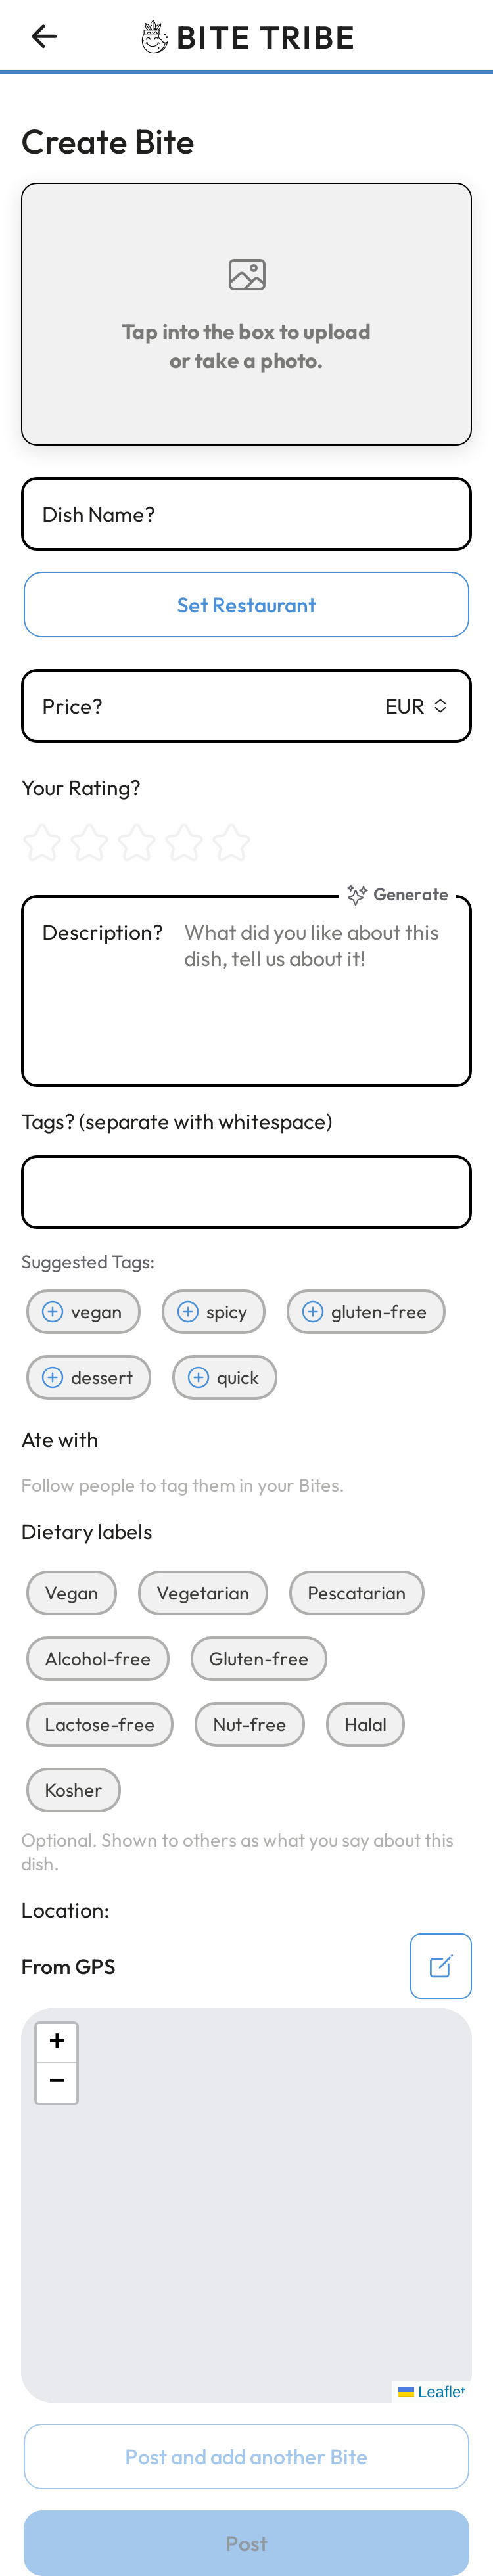 BITE TRIBE
Create Bite
Tap into the box to upload
or take a photo.
Dish Name?
Set Restaurant
Price? EUR
Your Rating?
Generate
Description? What did you like about this
dish, tell us about it!
Tags? (separate with whitespace)
Suggested Tags:
vegan spicy gluten-free
dessert quick
Ate with
Follow people to tag them in your Bites.
Dietary labels
Vegan Vegetarian Pescatarian
Alcohol-free Gluten-free
Lactose-free Nut-free Halal
Kosher
Optional. Shown to others as what you say about this
dish.
Location:
From GPS
+
−
Leaflet
Post and add another Bite
Post